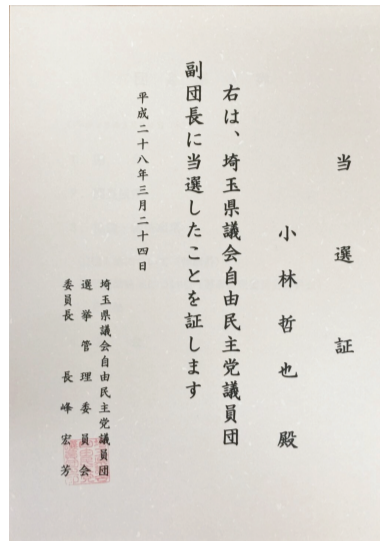 当選証
小林哲也殿
右は、埼玉県議会自由民主党議員団
副団長に当選したことを証します
平成二十八年三月二十四日
埼玉県議会自由民主党議員団
選挙管理委員会
委員長 長峰宏芳